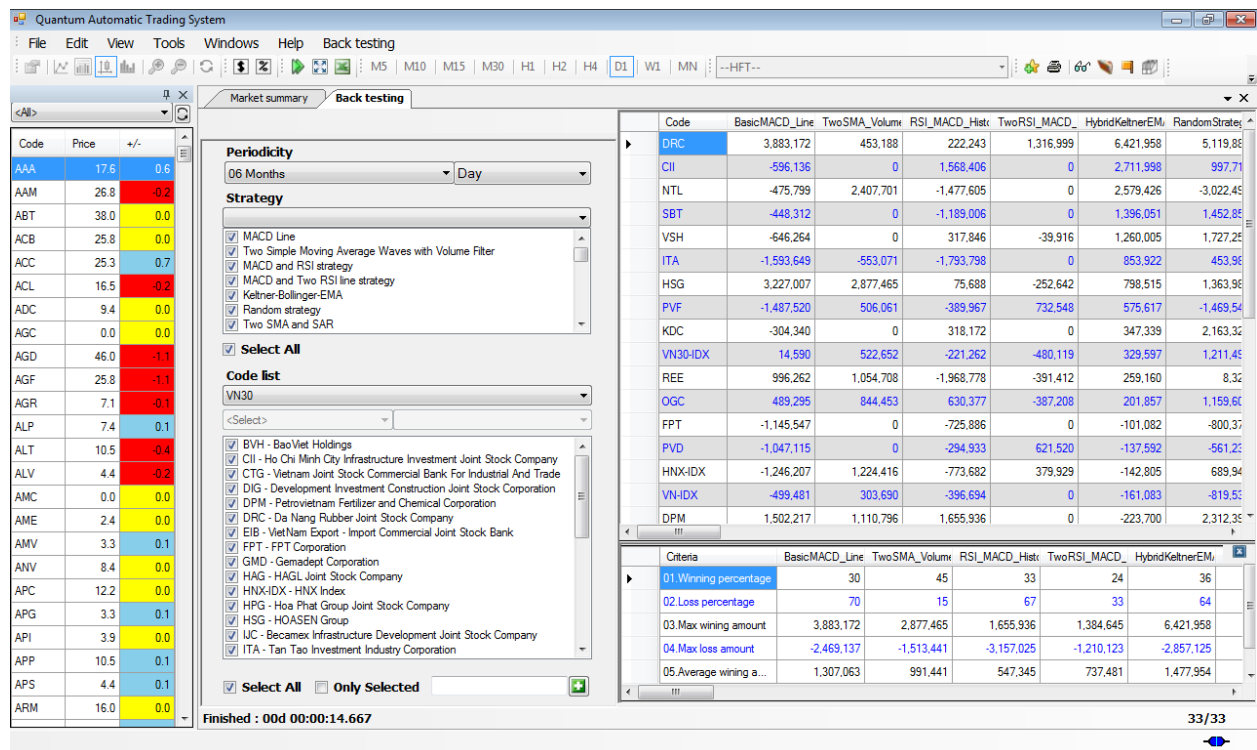 Quantum Automatic Trading System
File Edit View Tools Windows Help Back testing
$ M5 M10 M15 M30 H1 H2 H4 D1 W1 MN --HFT--
<All>
Code Price +/-
AAA 17.6 0.6
AAM 26.8 -0.2
ABT 38.0 0.0
ACB 25.8 0.0
ACC 25.3 0.7
ACL 16.5 -0.2
ADC 9.4 0.0
AGC 0.0 0.0
AGD 46.0 -1.1
AGF 25.8 -1.1
AGR 7.1 -0.1
ALP 7.4 0.1
ALT 10.5 -0.4
ALV 4.4 -0.2
AMC 0.0 0.0
AME 2.4 0.0
AMV 3.3 0.1
ANV 8.4 0.0
APC 12.2 0.0
APG 3.3 0.1
API 3.9 0.0
APP 10.5 0.1
APS 4.4 0.1
ARM 16.0 0.0
Market summary Back testing
Periodicity
06 Months Day
Strategy
MACD Line
Two Simple Moving Average Waves with Volume Filter
MACD and RSI strategy
MACD and Two RSI line strategy
Keltner-Bollinger-EMA
Random strategy
Two SMA and SAR
Select All
Code list
VN30
<Select>
BVH - BaoViet Holdings
CII - Ho Chi Minh City Infrastructure Investment Joint Stock Company
CTG - Vietnam Joint Stock Commercial Bank For Industrial And Trade
DIG - Development Investment Construction Joint Stock Corporation
DPM - Petrovietnam Fertilizer and Chemical Corporation
DRC - Da Nang Rubber Joint Stock Company
EIB - VietNam Export - Import Commercial Joint Stock Bank
FPT - FPT Corporation
GMD - Gemadept Corporation
HAG - HAGL Joint Stock Company
HNX-IDX - HNX Index
HPG - Hoa Phat Group Joint Stock Company
HSG - HOASEN Group
IJC - Becamex Infrastructure Development Joint Stock Company
ITA - Tan Tao Investment Industry Corporation
Select All Only Selected
Code BasicMACD_Line TwoSMA_Volume RSI_MACD_Histo TwoRSI_MACD_ HybridKeltnerEM RandomStrateg
DRC 3,883,172 453,188 222,243 1,316,999 6,421,958 5,119,88
CII -596,136 0 1,568,406 0 2,711,998 997,71
NTL -475,799 2,407,701 -1,477,605 0 2,579,426 -3,022,49
SBT -448,312 0 -1,189,006 0 1,396,051 1,452,85
VSH -646,264 0 317,846 -39,916 1,260,005 1,727,25
ITA -1,593,649 -553,071 -1,793,798 0 853,922 453,98
HSG 3,227,007 2,877,465 75,688 -252,642 798,515 1,363,98
PVF -1,487,520 506,061 -389,967 732,548 575,617 -1,469,54
KDC -304,340 0 318,172 0 347,339 2,163,32
VN30-IDX 14,590 522,652 -221,262 -480,119 329,597 1,211,49
REE 996,262 1,054,708 -1,968,778 -391,412 259,160 8,32
OGC 489,295 844,453 630,377 -387,208 201,857 1,159,60
FPT -1,145,547 0 -725,886 0 -101,082 -800,37
PVD -1,047,115 0 -294,933 621,520 -137,592 -561,23
HNX-IDX -1,246,207 1,224,416 -773,682 379,929 -142,805 689,94
VN-IDX -499,481 303,690 -396,694 0 -161,083 -819,53
DPM 1,502,217 1,110,796 1,655,936 0 -223,700 2,312,39
Criteria BasicMACD_Line TwoSMA_Volume RSI_MACD_Histo TwoRSI_MACD_ HybridKeltnerEM
01.Winning percentage 30 45 33 24 36
02.Loss percentage 70 15 67 33 64
03.Max wining amount 3,883,172 2,877,465 1,655,936 1,384,645 6,421,958
04.Max loss amount -2,469,137 -1,513,441 -3,157,025 -1,210,123 -2,857,125
05.Average wining a... 1,307,063 991,441 547,345 737,481 1,477,954
Finished : 00d 00:00:14.667 33/33